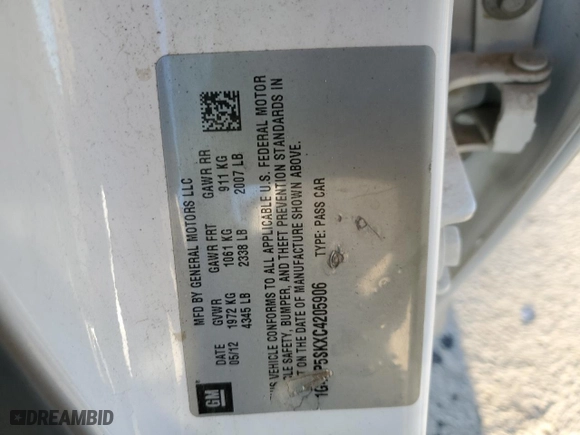 MFD BY GENERAL MOTORS LLC
DATE GVWR GAWR FRT GAWR RR
05/12 1972 KG 1061 KG 911 KG
4345 LB 2338 LB 2007 LB
VEHICLE CONFORMS TO ALL APPLICABLE U.S. FEDERAL MOTOR
SAFETY, BUMPER, AND THEFT PREVENTION STANDARDS IN
ON THE DATE OF MANUFACTURE SHOWN ABOVE.
TYPE: PASS CAR
GM
DREAMBID